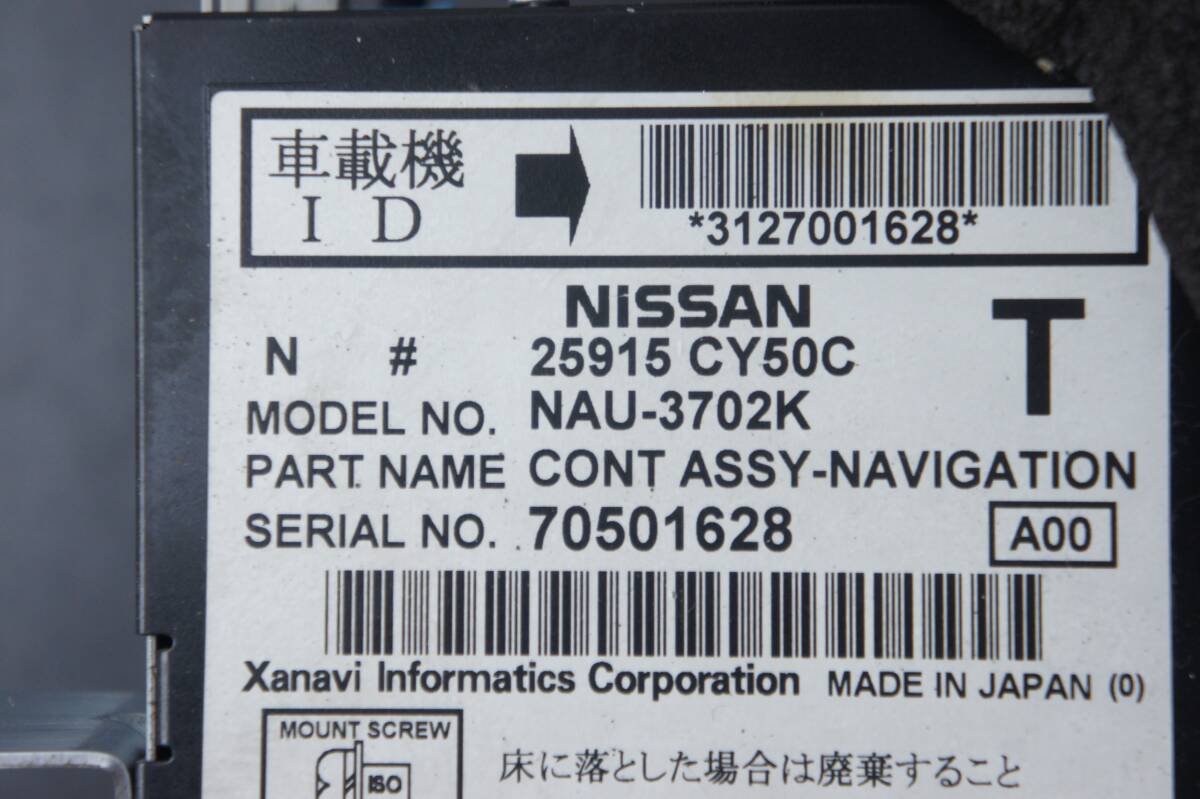 車載機
ID
*3127001628*
NISSAN
T
N # 25915 CY50C
MODEL NO. NAU-3702K
PART NAME CONT ASSY-NAVIGATION
SERIAL NO. 70501628
A00
Xanavi Informatics Corporation MADE IN JAPAN (0)
MOUNT SCREW
ISO
床に落とした場合は廃棄すること